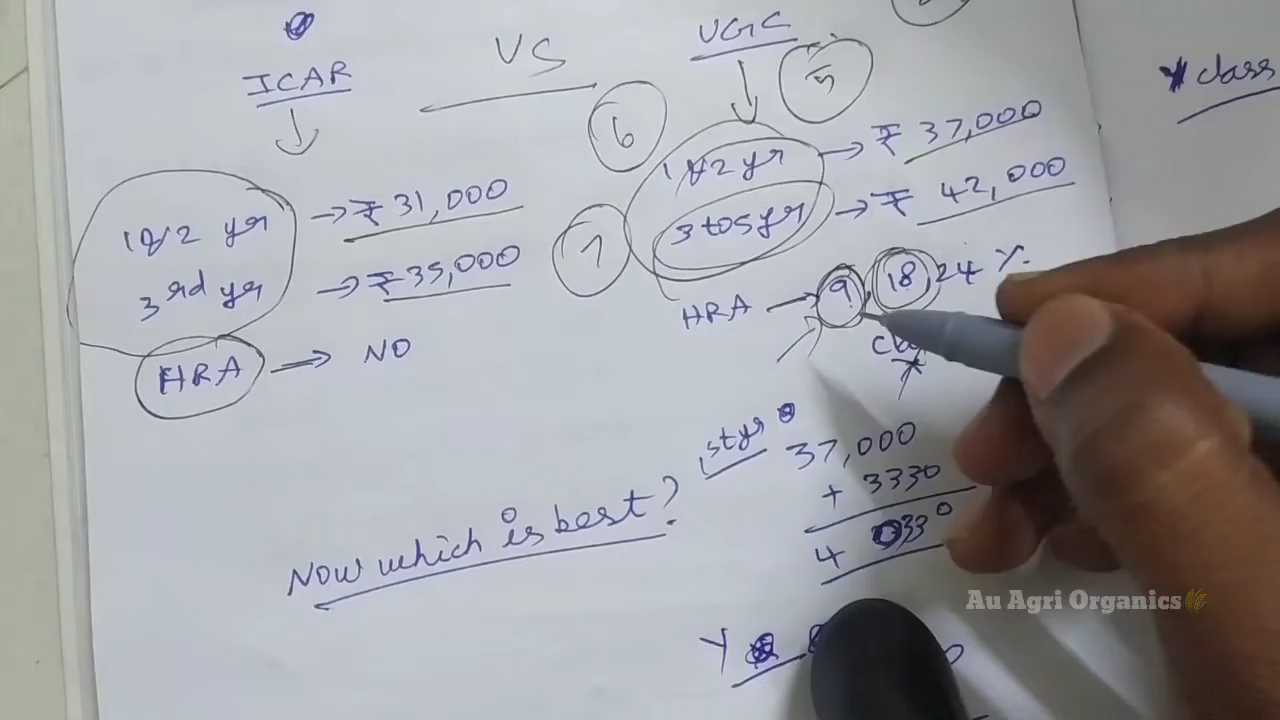 ICAR VS UGC
5
6
1 & 2 yr → ₹ 31,000
3rd yr → ₹ 35,000
HRA → NO
1 & 2 yr → ₹ 37,000
3 to 5 yr → ₹ 42,000
7
HRA → 9, 18, 24 %
1st yr
37,000
+ 3330
40330
Now which is best?
Y
Y class
Au Agri Organics